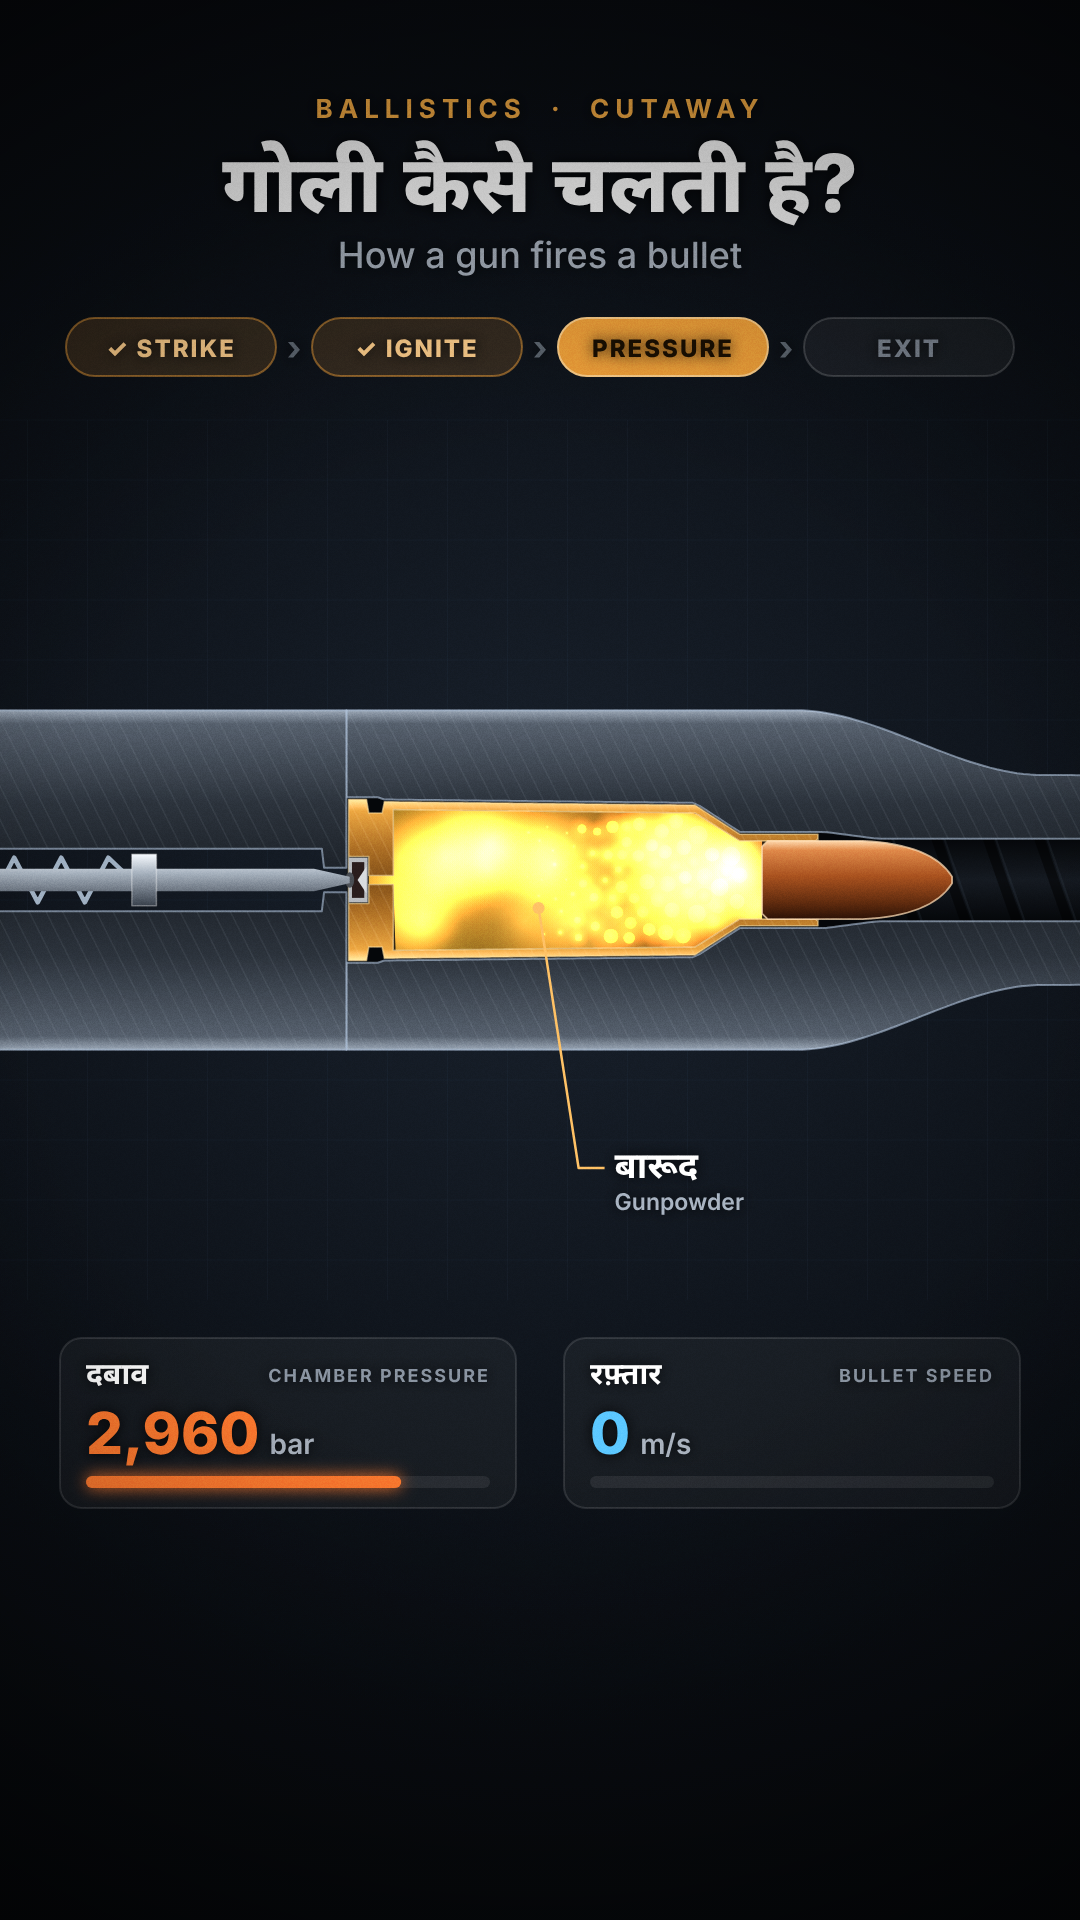 BALLISTICS · CUTAWAY
गोली कैसे चलती है?
How a gun fires a bullet
✓ STRIKE › ✓ IGNITE › PRESSURE › EXIT
बारूद
Gunpowder
दबाव CHAMBER PRESSURE
2,960 bar
रफ़्तार BULLET SPEED
0 m/s